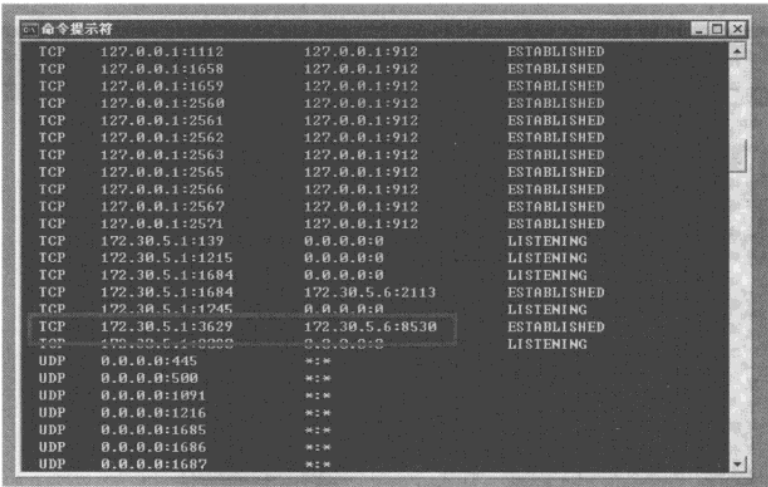 命令提示符
TCP 127.0.0.1:1112 127.0.0.1:912 ESTABLISHED
TCP 127.0.0.1:1658 127.0.0.1:912 ESTABLISHED
TCP 127.0.0.1:1659 127.0.0.1:912 ESTABLISHED
TCP 127.0.0.1:2560 127.0.0.1:912 ESTABLISHED
TCP 127.0.0.1:2561 127.0.0.1:912 ESTABLISHED
TCP 127.0.0.1:2562 127.0.0.1:912 ESTABLISHED
TCP 127.0.0.1:2563 127.0.0.1:912 ESTABLISHED
TCP 127.0.0.1:2565 127.0.0.1:912 ESTABLISHED
TCP 127.0.0.1:2566 127.0.0.1:912 ESTABLISHED
TCP 127.0.0.1:2567 127.0.0.1:912 ESTABLISHED
TCP 127.0.0.1:2571 127.0.0.1:912 ESTABLISHED
TCP 172.30.5.1:139 0.0.0.0:0 LISTENING
TCP 172.30.5.1:1215 0.0.0.0:0 LISTENING
TCP 172.30.5.1:1684 0.0.0.0:0 LISTENING
TCP 172.30.5.1:1684 172.30.5.6:2113 ESTABLISHED
TCP 172.30.5.1:1745 0.0.0.0:0 LISTENING
TCP 172.30.5.1:3629 172.30.5.6:8530 ESTABLISHED
TCP 0.0.0.0:0 LISTENING
UDP 0.0.0.0:445 *:*
UDP 0.0.0.0:500 *:*
UDP 0.0.0.0:1091 *:*
UDP 0.0.0.0:1216 *:*
UDP 0.0.0.0:1685 *:*
UDP 0.0.0.0:1686 *:*
UDP 0.0.0.0:1687 *:*